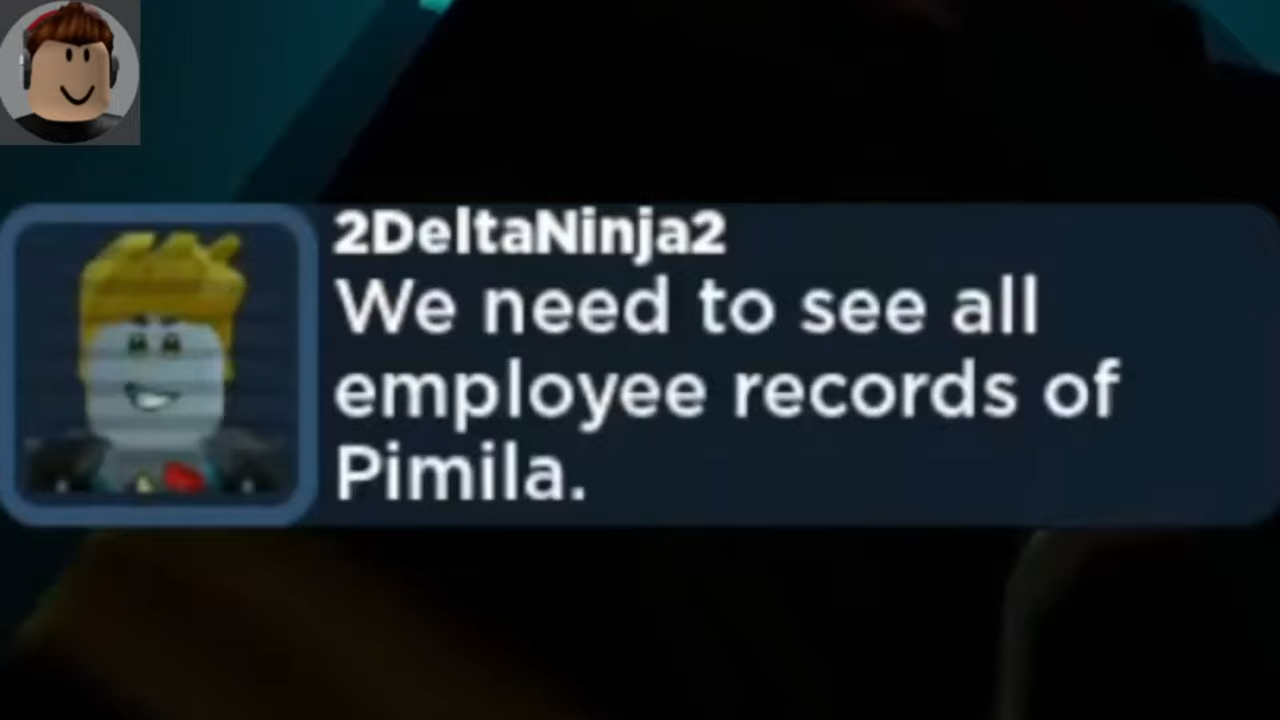 2DeltaNinja2
We need to see all
employee records of
Pimila.